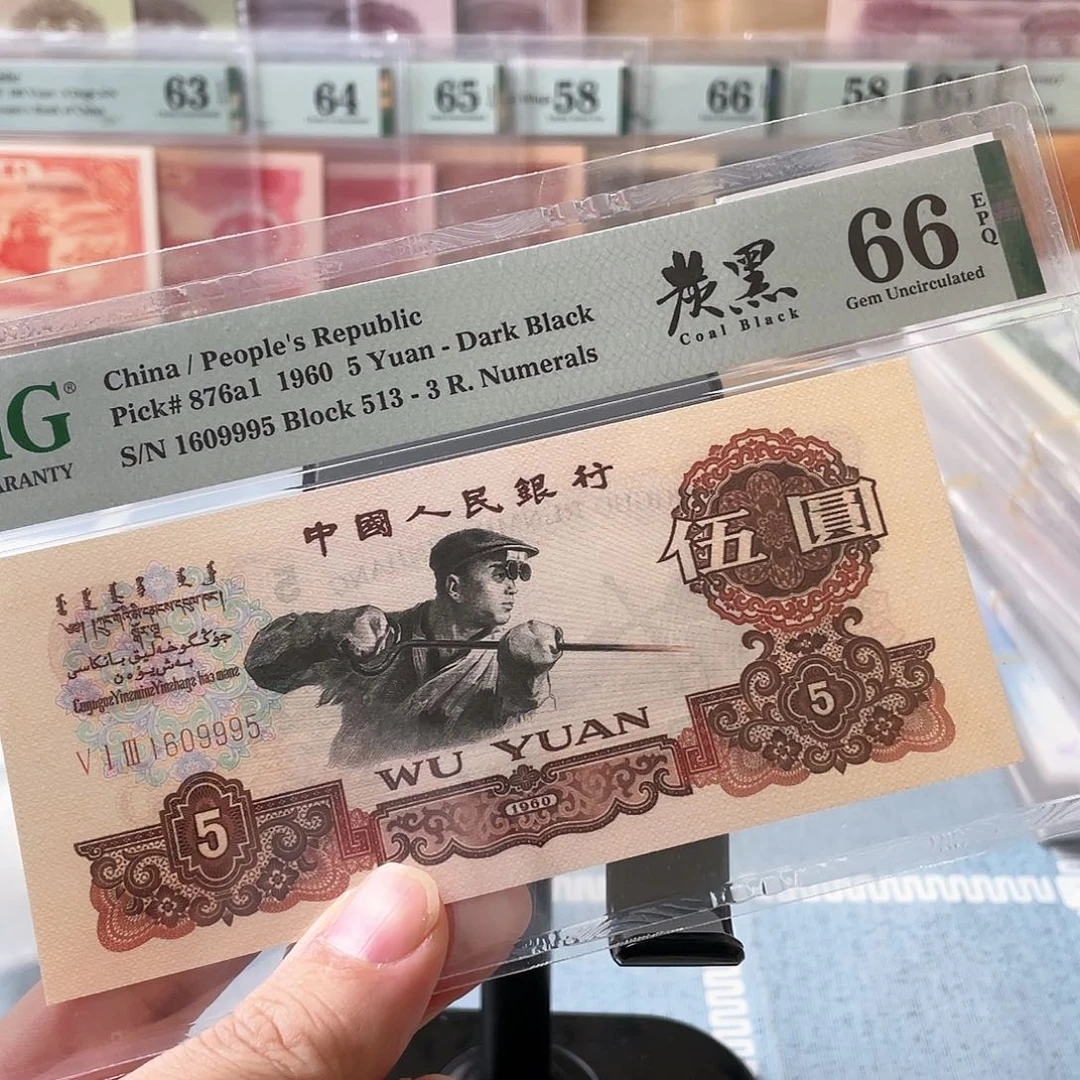 63
64
65
58
66
58
66
EPQ
Gem Uncirculated
炭黑
Coal Black
G®
ARANTY
China / People's Republic
Pick# 876a1 1960 5 Yuan - Dark Black
S/N 1609995 Block 513 - 3 R. Numerals
中國人民銀行
伍圓
V I III 1609995
WU YUAN
1960
5
5